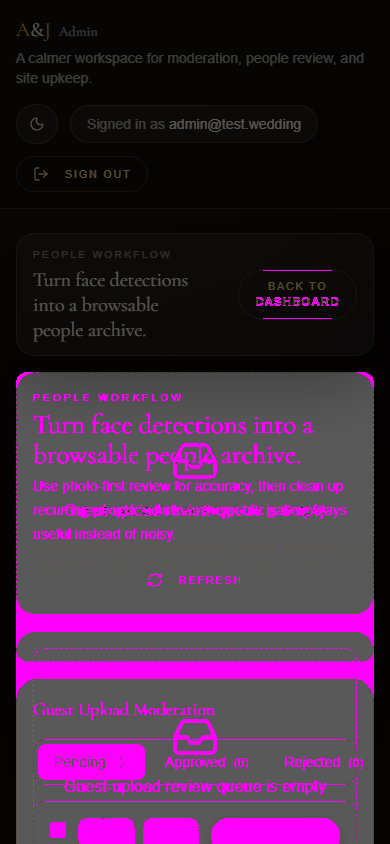 A&J Admin
A calmer workspace for moderation, people review, and
site upkeep.
Signed in as admin@test.wedding
SIGN OUT
PEOPLE WORKFLOW
Turn face detections
into a browsable
people archive.
BACK TO
DASHBOARD
PEOPLE WORKFLOW
Turn face detections into a
browsable people archive.
Use photo-first review for accuracy, then clean up
useful instead of noisy.
REFRESH
Guest Upload Moderation
Pending
Approved (0)
Rejected (0)
Guest upload review queue is empty